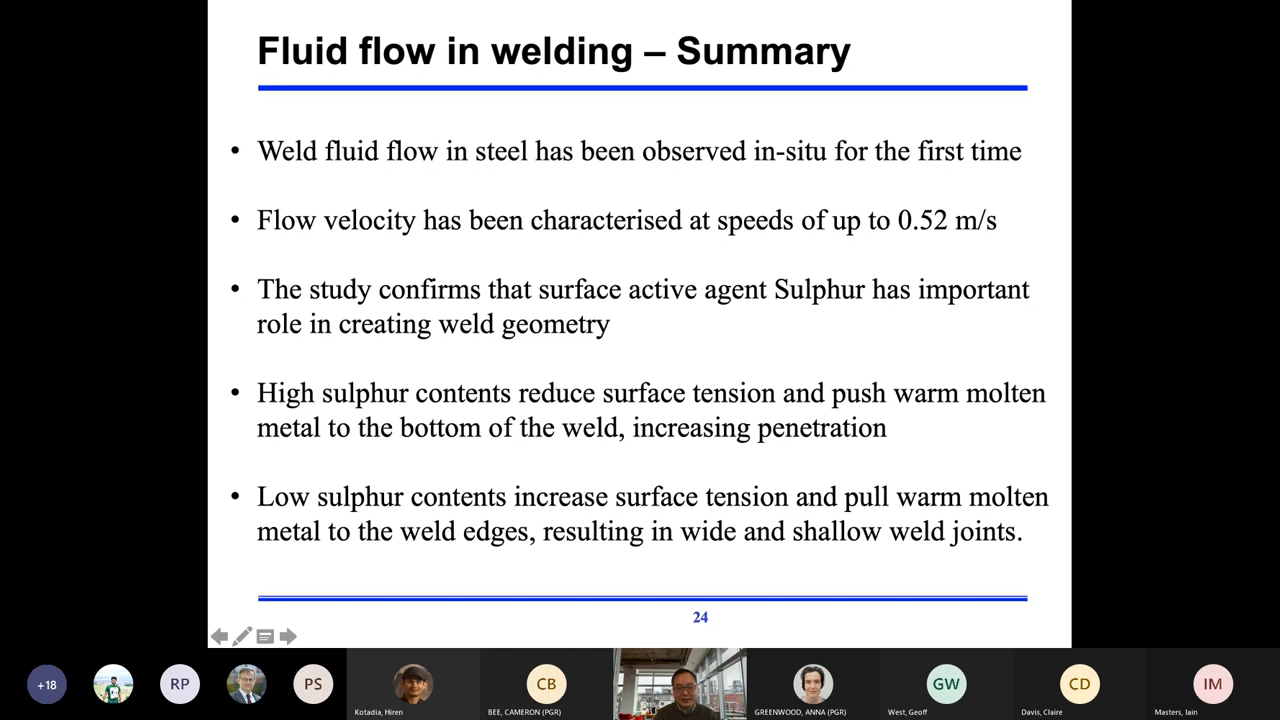 Fluid flow in welding – Summary
• Weld fluid flow in steel has been observed in-situ for the first time
• Flow velocity has been characterised at speeds of up to 0.52 m/s
• The study confirms that surface active agent Sulphur has important
role in creating weld geometry
• High sulphur contents reduce surface tension and push warm molten
metal to the bottom of the weld, increasing penetration
• Low sulphur contents increase surface tension and pull warm molten
metal to the weld edges, resulting in wide and shallow weld joints.
24
+18
RP
PS
Kotadia, Hiren
CB
BEE, CAMERON (PGR)
GREENWOOD, ANNA (PGR)
GW
West, Geoff
CD
Davis, Claire
IM
Masters, Iain